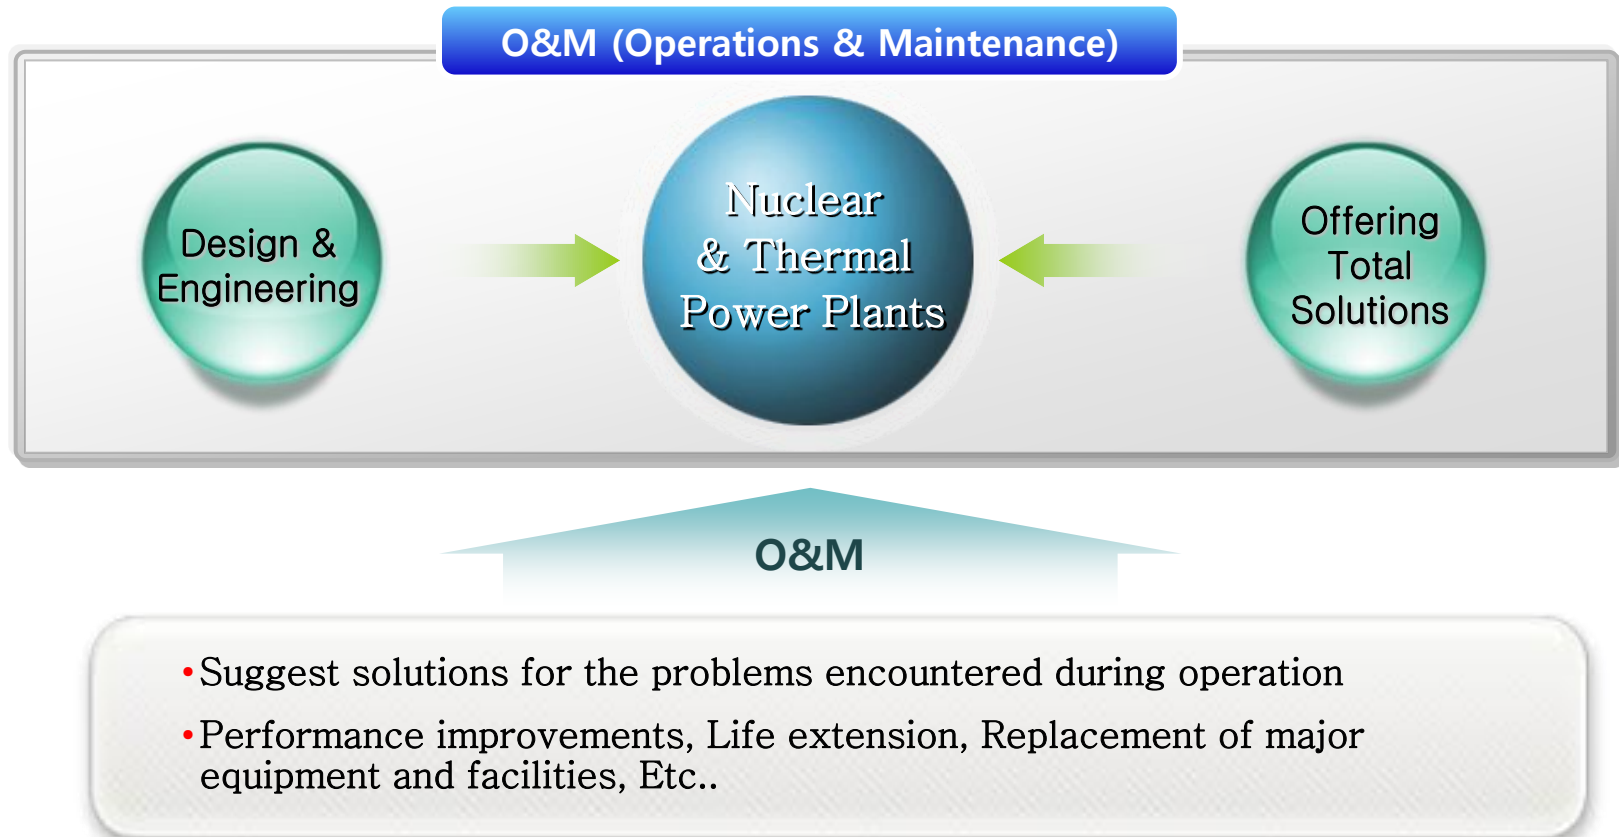 O&M (Operations & Maintenance)
Design &
Engineering
Nuclear
& Thermal
Power Plants
Offering
Total
Solutions
O&M
•Suggest solutions for the problems encountered during operation
•Performance improvements, Life extension, Replacement of major
equipment and facilities, Etc..